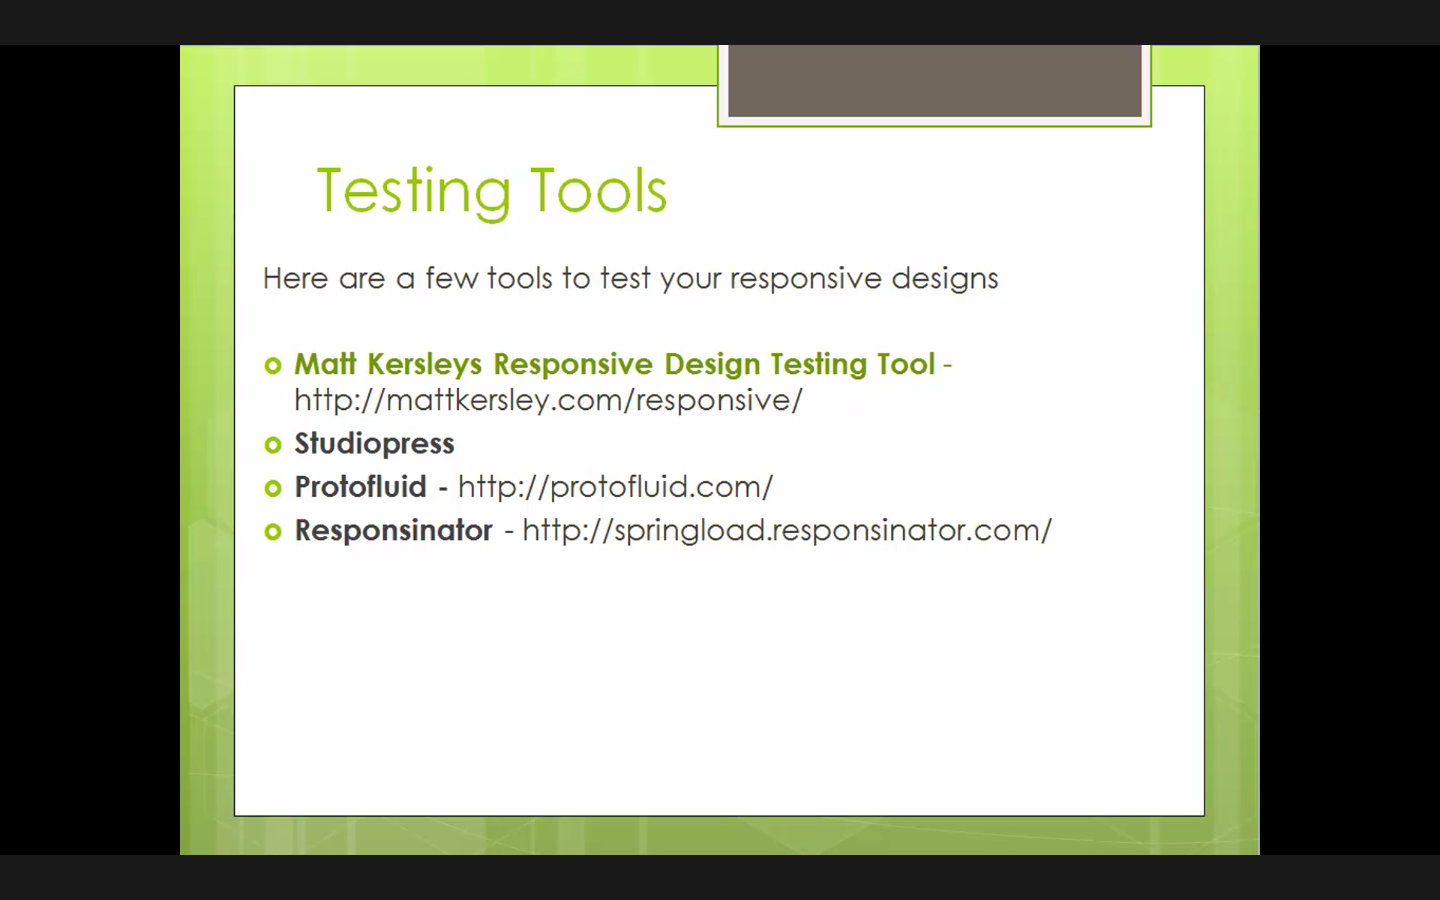 Testing Tools
Here are a few tools to test your responsive designs
Matt Kersleys Responsive Design Testing Tool -
http://mattkersley.com/responsive/
Studiopress
Protofluid - http://protofluid.com/
Responsinator - http://springload.responsinator.com/